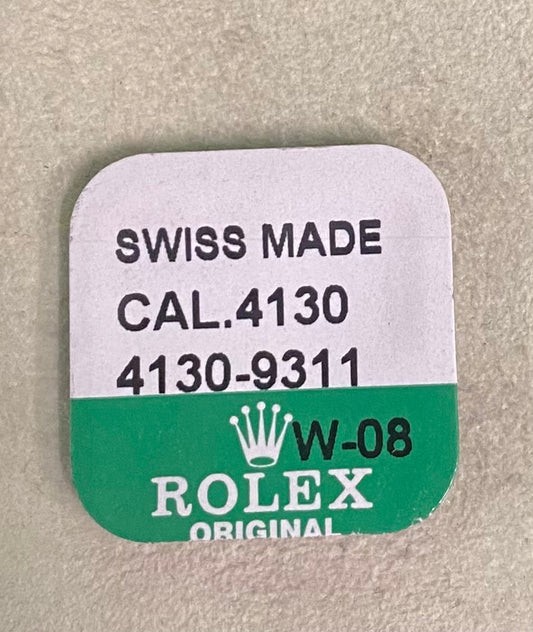 SWISS MADE
CAL.4130
4130-9311
W-08
ROLEX
ORIGINAL